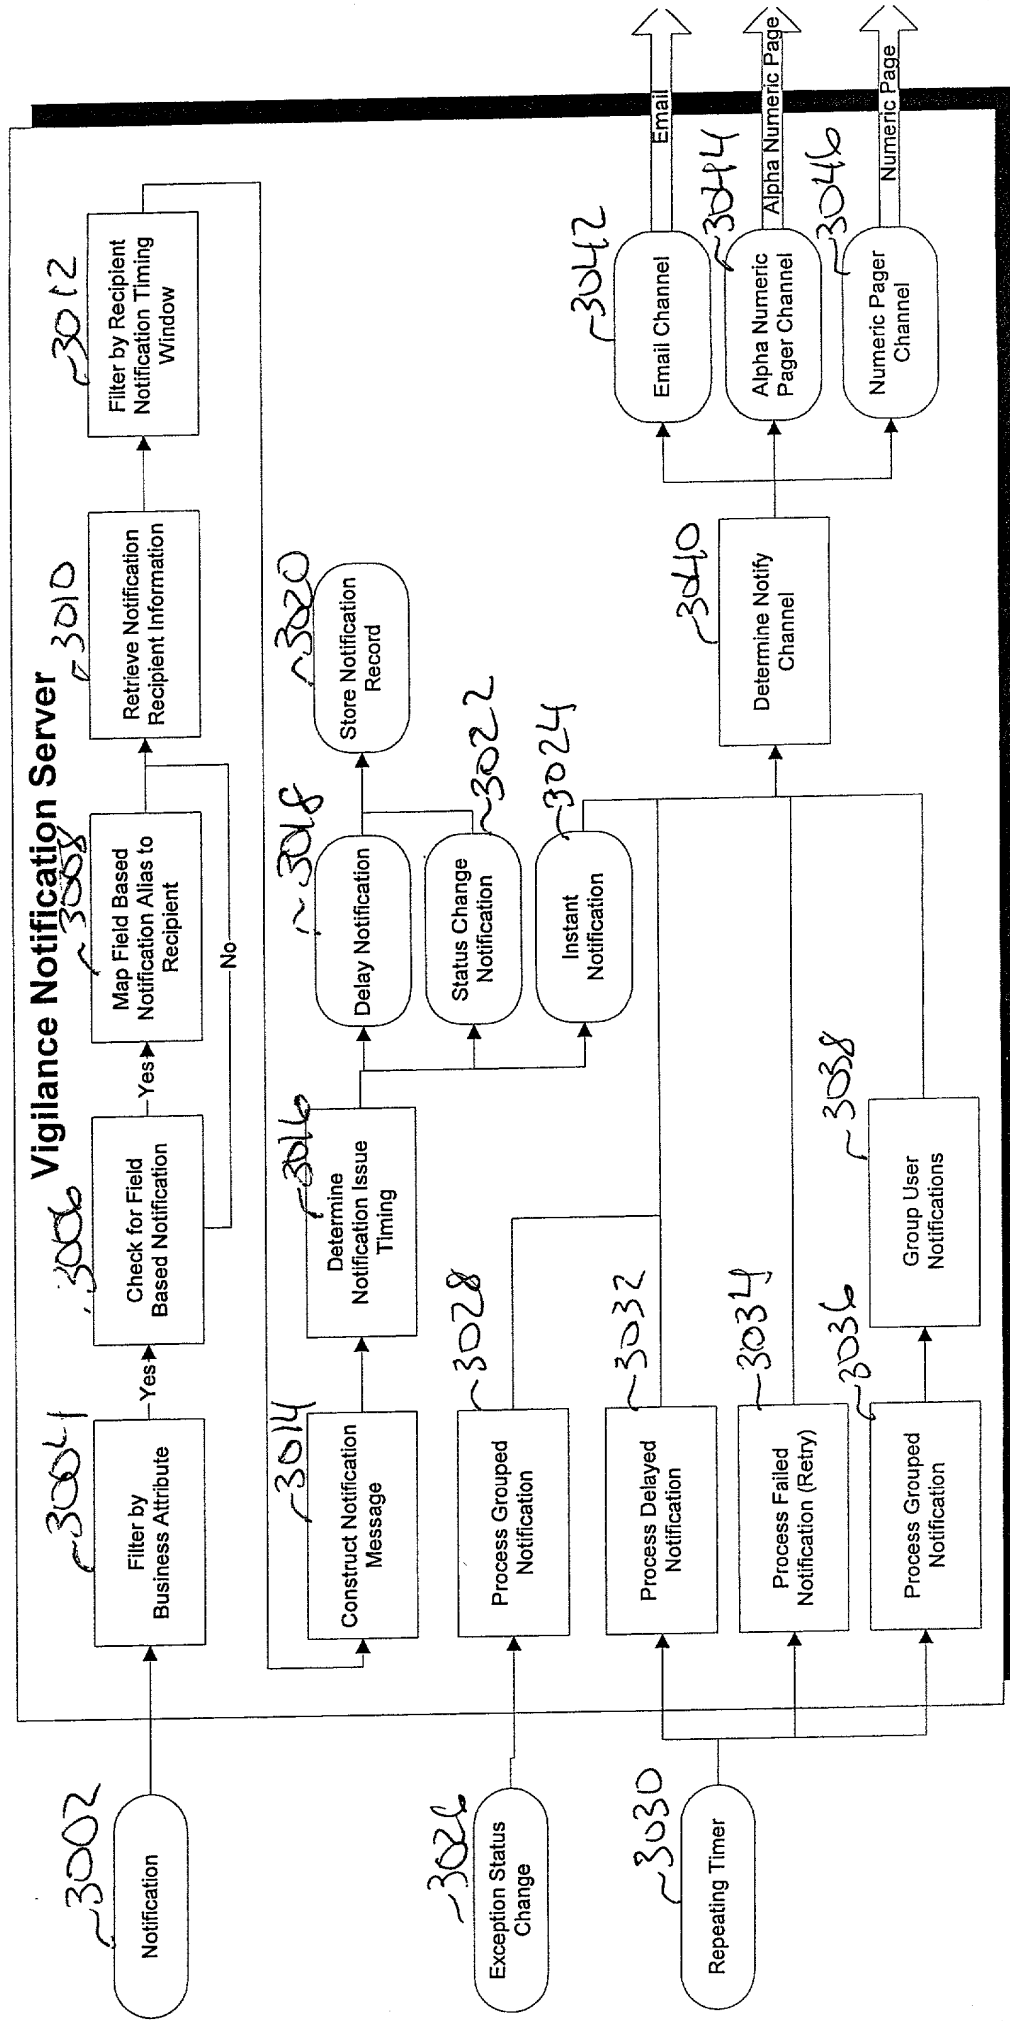 Vigilance Notification Server
~3002
Notification
~3004
Filter by
Business Attribute
Yes
~3006
Check for Field
Based Notification
Yes
No
~3008
Map Field Based
Notification Alias to
Recipient
~3010
Retrieve Notification
Recipient Information
~3012
Filter by Recipient
Notification Timing
Window
~3014
Construct Notification
Message
~3016
Determine
Notification Issue
Timing
~3018
Delay Notification
~3020
Store Notification
Record
~3022
Status Change
Notification
~3024
Instant
Notification
~3026
Exception Status
Change
~3028
Process Grouped
Notification
~3030
Repeating Timer
~3032
Process Delayed
Notification
~3034
Process Failed
Notification (Retry)
~3036
Process Grouped
Notification
~3038
Group User
Notifications
~3040
Determine Notify
Channel
~3042
Email Channel
Email
~3044
Alpha Numeric
Pager Channel
Alpha Numeric Page
~3046
Numeric Pager
Channel
Numeric Page